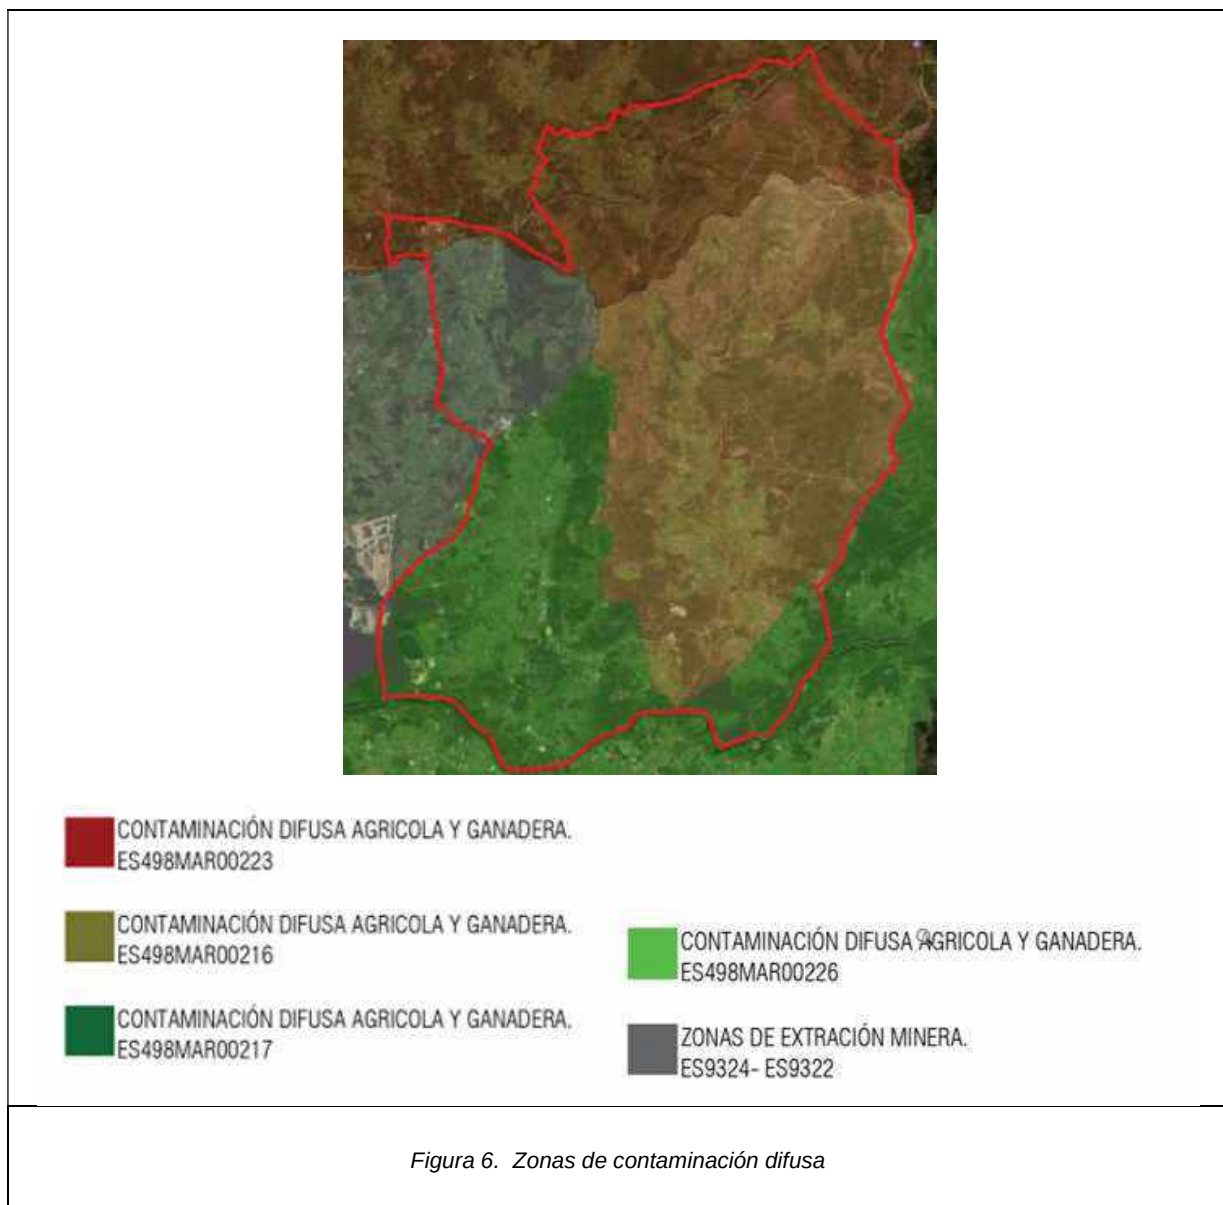 CONTAMINACIÓN DIFUSA AGRICOLA Y GANADERA.
ES498MAR00223
CONTAMINACIÓN DIFUSA AGRICOLA Y GANADERA.
ES498MAR00216
CONTAMINACIÓN DIFUSA AGRICOLA Y GANADERA.
ES498MAR00217
CONTAMINACIÓN DIFUSA AGRICOLA Y GANADERA.
ES498MAR00226
ZONAS DE EXTRACIÓN MINERA.
ES9324- ES9322
Figura 6. Zonas de contaminación difusa